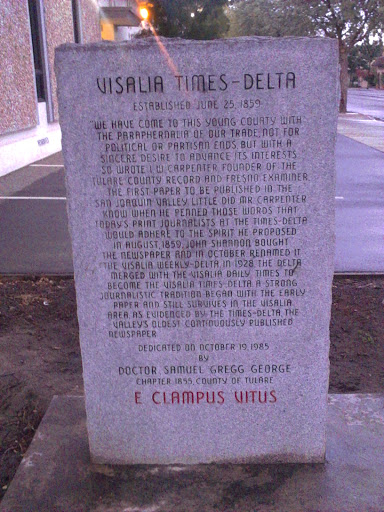 VISALIA TIMES-DELTA
ESTABLISHED JUNE 25, 1859
"WE HAVE COME TO THIS YOUNG COUNTY WITH
THE PARAPHERNALIA OF OUR TRADE, NOT FOR
POLITICAL OR PARTISAN ENDS BUT WITH A
SINCERE DESIRE TO ADVANCE ITS INTERESTS.
SO WROTE I.W. CARPENTER FOUNDER OF THE
TULARE COUNTY RECORD AND FRESNO EXAMINER
THE FIRST PAPER TO BE PUBLISHED IN THE
SAN JOAQUIN VALLEY. LITTLE DID MR. CARPENTER
KNOW WHEN HE PENNED THOSE WORDS THAT
TODAY'S PRINT JOURNALISTS AT THE TIMES-DELTA
WOULD ADHERE TO THE SPIRIT HE PROPOSED
IN AUGUST, 1859, JOHN SHANNON BOUGHT
THE NEWSPAPER AND IN OCTOBER RENAMED IT
THE VISALIA WEEKLY-DELTA. IN 1928 THE DELTA
MERGED WITH THE VISALIA DAILY TIMES TO
BECOME THE VISALIA TIMES-DELTA. A STRONG
JOURNALISTIC TRADITION BEGAN WITH THE EARLY
PAPER AND STILL SURVIVES IN THE VISALIA
AREA AS EVIDENCED BY THE TIMES-DELTA, THE
VALLEY'S OLDEST CONTINUOUSLY PUBLISHED
NEWSPAPER
DEDICATED ON OCTOBER 19, 1985
BY
DOCTOR SAMUEL GREGG GEORGE
CHAPTER 1855, COUNTY OF TULARE
E CLAMPUS VITUS